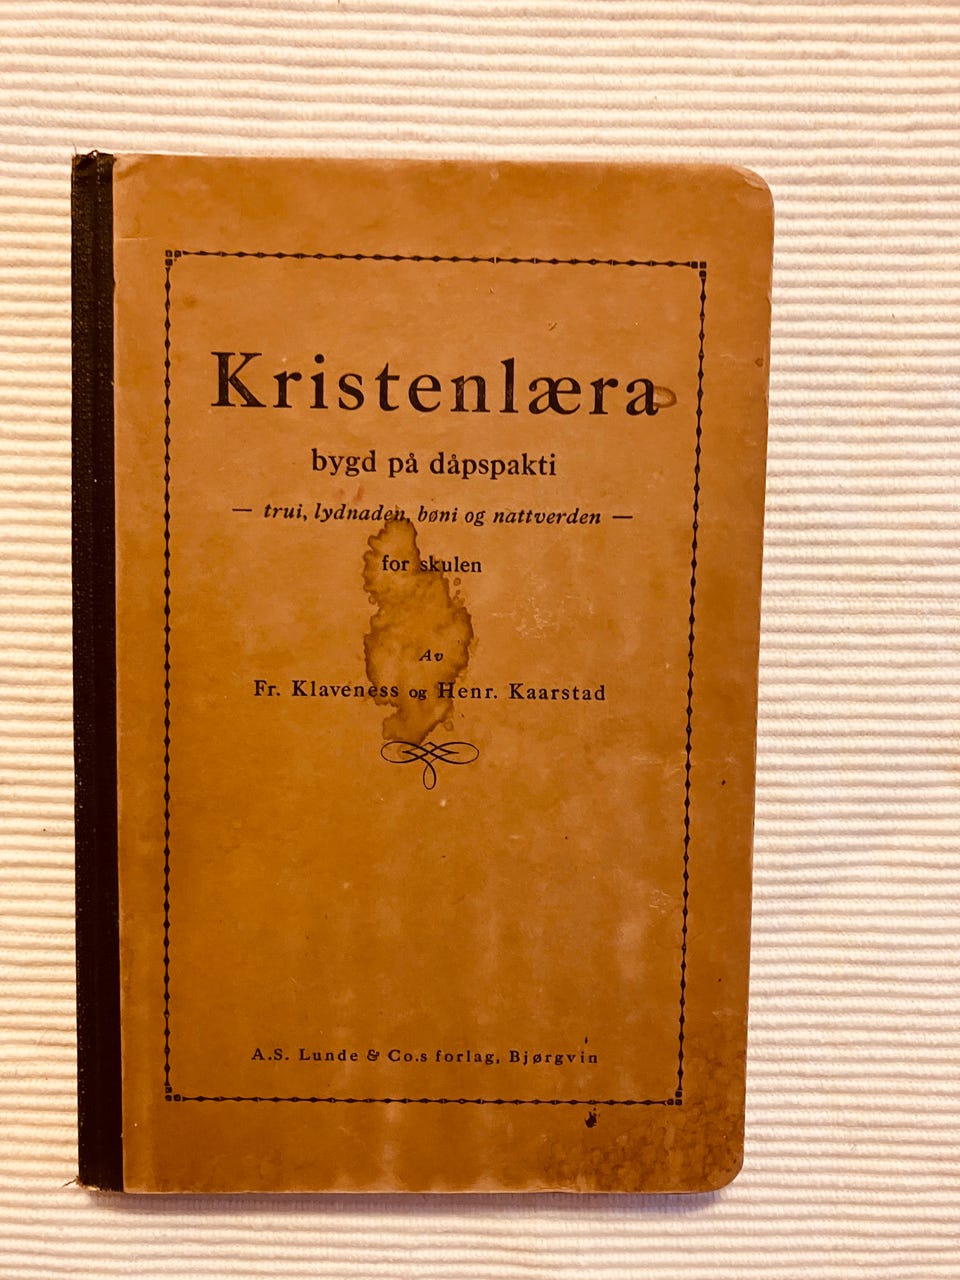 Kristenlæra
bygd på dåpspakti
— trui, lydnaden, bøni og nattverden —
for skulen
Av
Fr. Klaveness og Henr. Kaarstad
A.S. Lunde & Co.s forlag, Bjørgvin